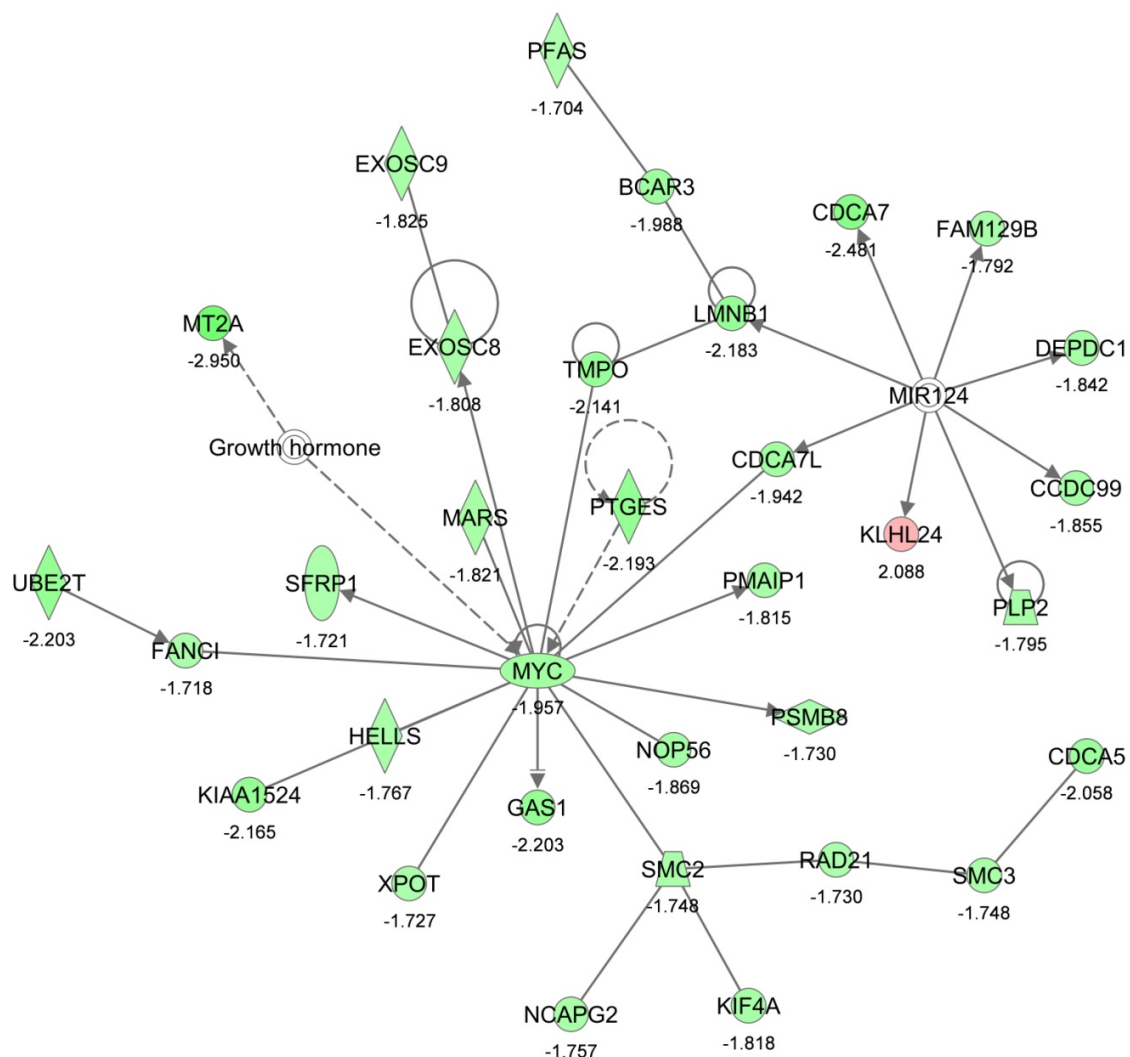 PFAS
-1.704
EXOSC9
-1.825
BCAR3
-1.988
CDCA7
-2.481
FAM129B
-1.792
MT2A
-2.950
EXOSC8
-1.808
LMNB1
-2.183
TMPO
-2.141
DEPDC1
-1.842
MIR124
Growth hormone
CDCA7L
-1.942
CCDC99
-1.855
MARS
-1.821
PTGES
-2.193
KLHL24
2.088
UBE2T
-2.203
SFRP1
-1.721
PMAIP1
-1.815
PLP2
-1.795
FANCI
-1.718
MYC
-1.957
HELLS
-1.767
PSMB8
-1.730
NOP56
-1.869
CDCA5
-2.058
KIAA1524
-2.165
GAS1
-2.203
XPOT
-1.727
SMC2
-1.748
RAD21
-1.730
SMC3
-1.748
NCAPG2
-1.757
KIF4A
-1.818